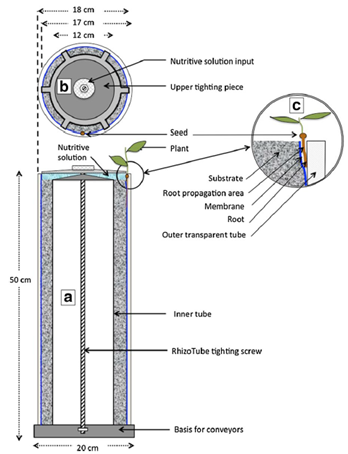 18 cm
17 cm
12 cm
b
Nutritive solution input
Upper tighting piece
c
Seed
Plant
Nutritive
solution
Substrate
Root propagation area
Membrane
Root
Outer transparent tube
50 cm
a
Inner tube
RhizoTube tighting screw
Basis for conveyors
20 cm